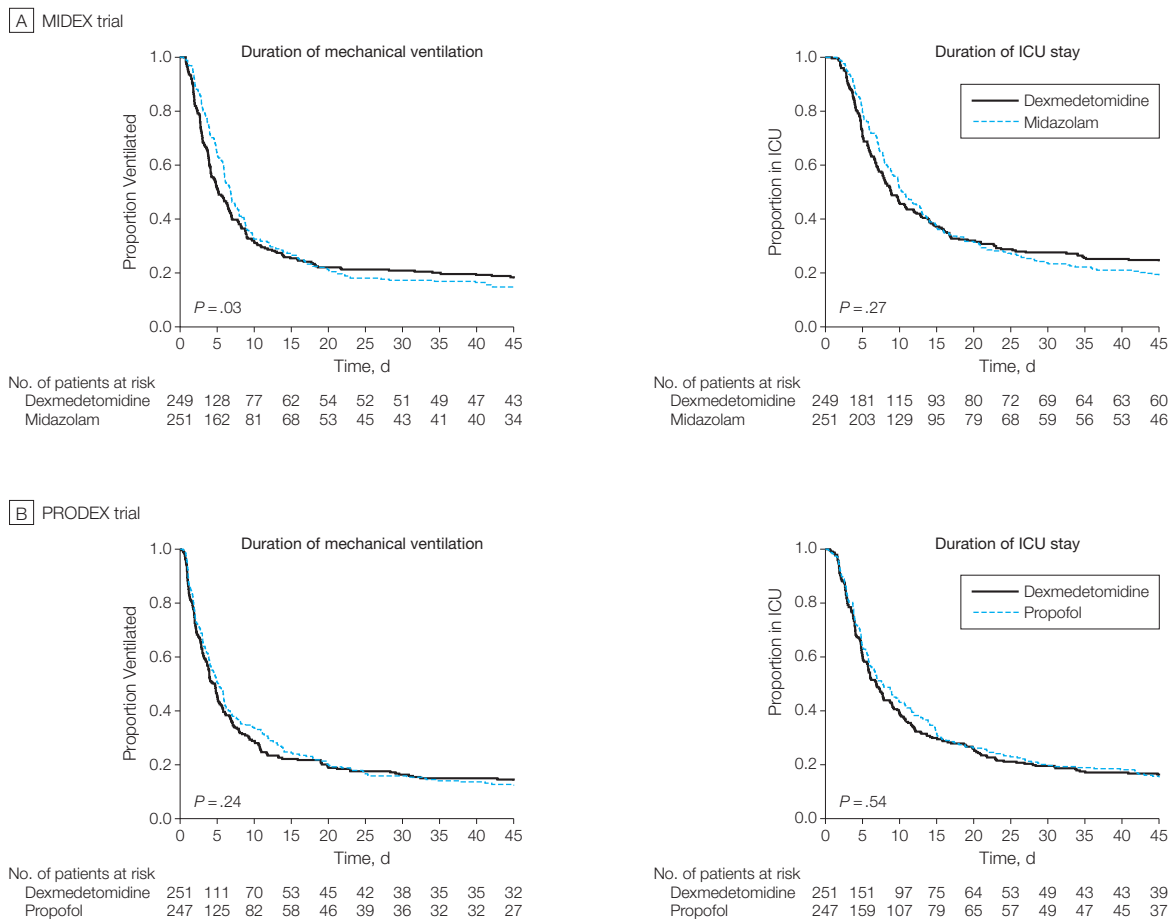 A MIDEX trial
Duration of mechanical ventilation
Proportion Ventilated
1.0
0.8
0.6
0.4
0.2
0.0
P = .03
0 5 10 15 20 25 30 35 40 45
Time, d
No. of patients at risk
Dexmedetomidine 249 128 77 62 54 52 51 49 47 43
Midazolam 251 162 81 68 53 45 43 41 40 34
Duration of ICU stay
Dexmedetomidine
Midazolam
Proportion in ICU
1.0
0.8
0.6
0.4
0.2
0.0
P = .27
0 5 10 15 20 25 30 35 40 45
Time, d
No. of patients at risk
Dexmedetomidine 249 181 115 93 80 72 69 64 63 60
Midazolam 251 203 129 95 79 68 59 56 53 46
B PRODEX trial
Duration of mechanical ventilation
Proportion Ventilated
1.0
0.8
0.6
0.4
0.2
0.0
P = .24
0 5 10 15 20 25 30 35 40 45
Time, d
No. of patients at risk
Dexmedetomidine 251 111 70 53 45 42 38 35 35 32
Propofol 247 125 82 58 46 39 36 32 32 27
Duration of ICU stay
Dexmedetomidine
Propofol
Proportion in ICU
1.0
0.8
0.6
0.4
0.2
0.0
P = .54
0 5 10 15 20 25 30 35 40 45
Time, d
No. of patients at risk
Dexmedetomidine 251 151 97 75 64 53 49 43 43 39
Propofol 247 159 107 79 65 57 49 47 45 37